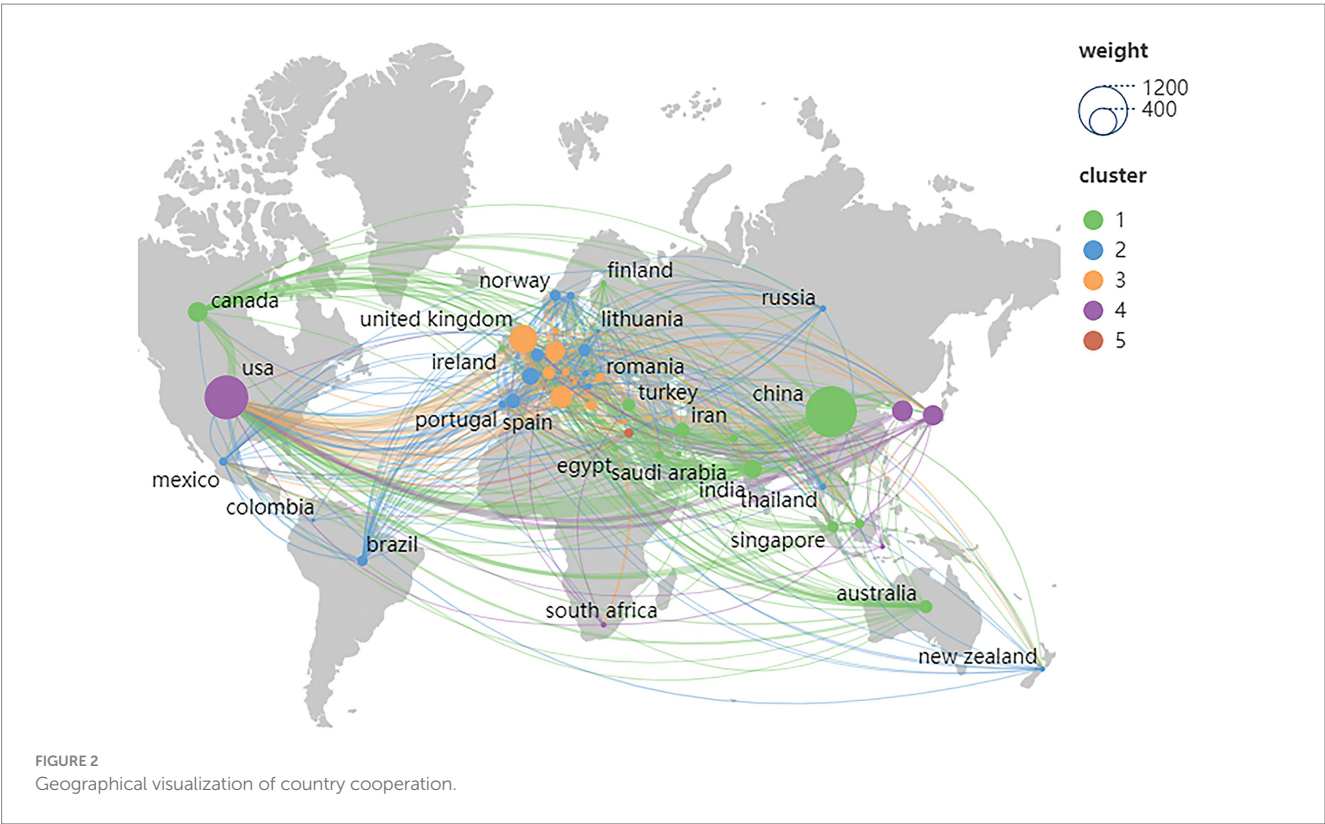 weight
1200
400
cluster
1
2
3
4
5
finland
norway
canada
russia
united kingdom
lithuania
ireland
usa
romania
turkey
china
portugal spain
iran
egypt saudi arabia
mexico
india
thailand
colombia
singapore
brazil
australia
south africa
new zealand
FIGURE 2
Geographical visualization of country cooperation.